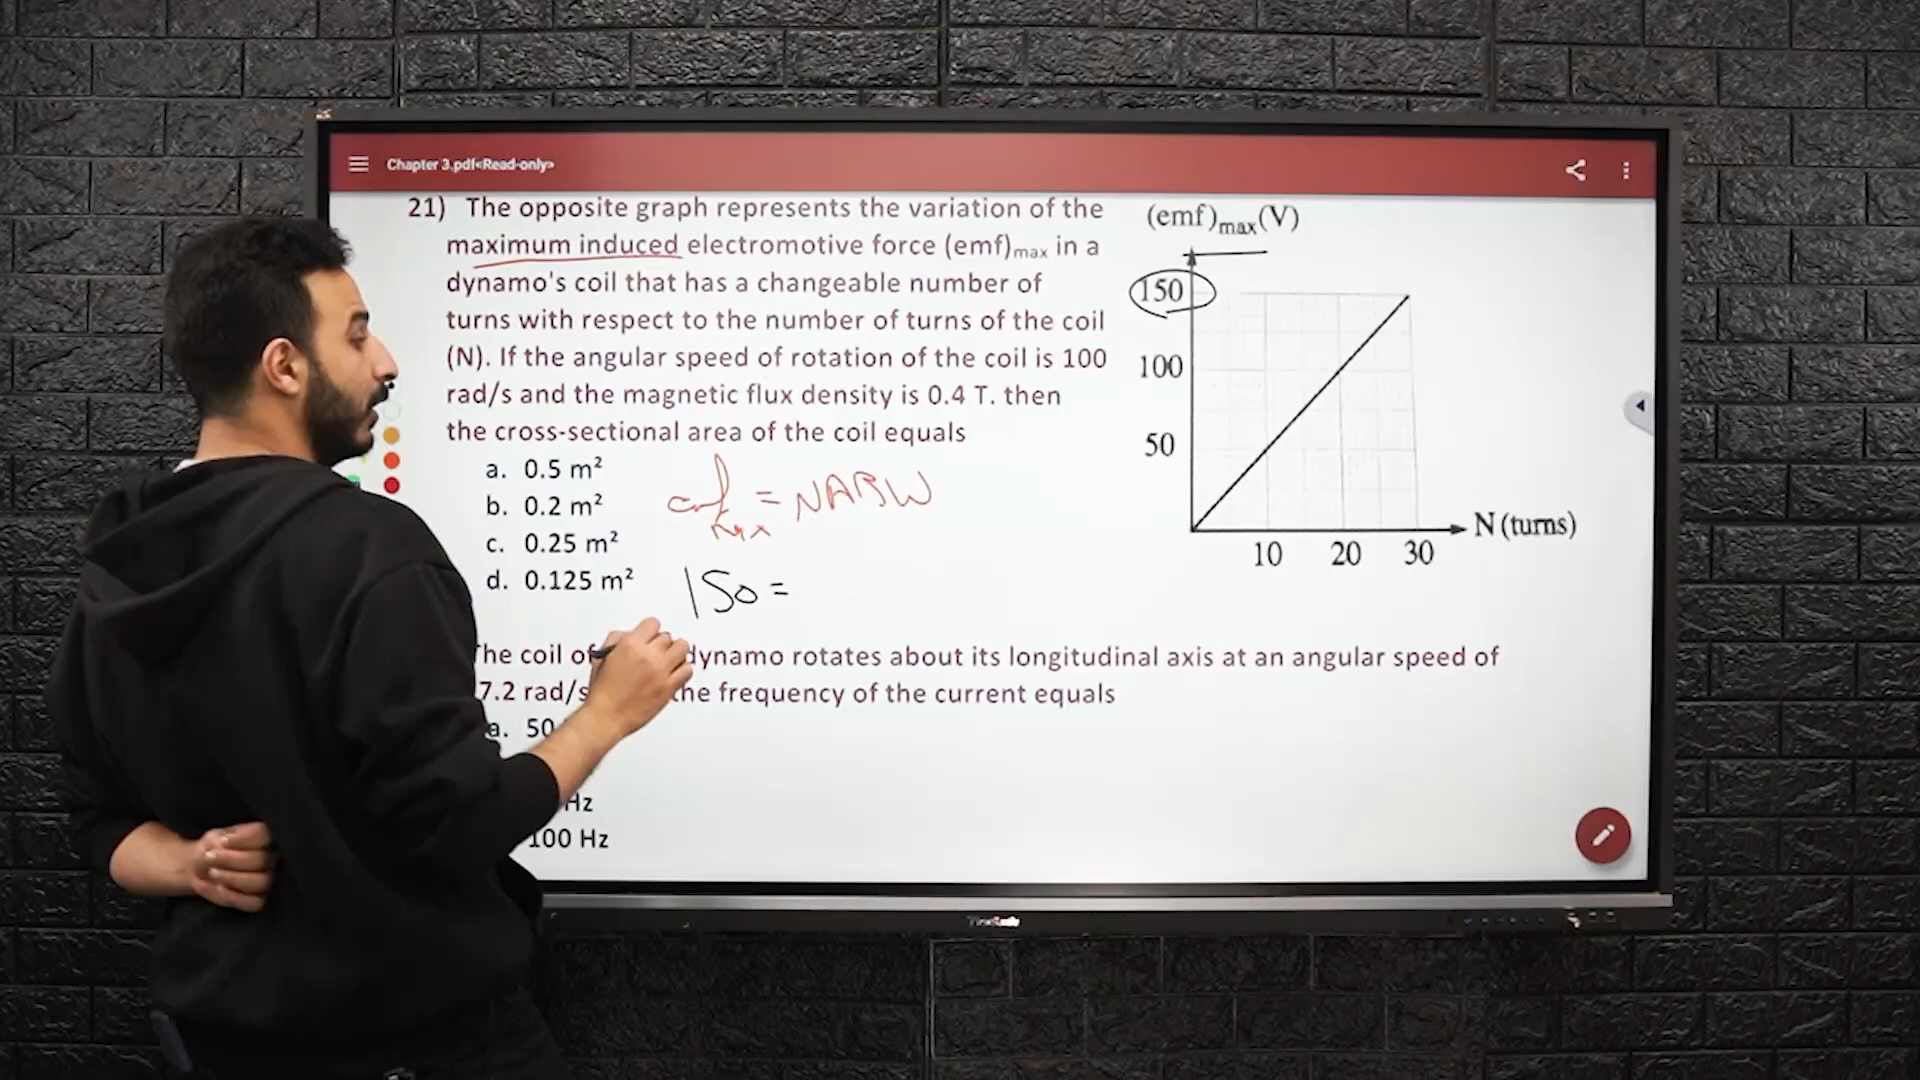 Chapter 3.pdf<Read-only>
21) The opposite graph represents the variation of the
maximum induced electromotive force (emf)max in a
dynamo's coil that has a changeable number of
turns with respect to the number of turns of the coil
(N). If the angular speed of rotation of the coil is 100
rad/s and the magnetic flux density is 0.4 T. then
the cross-sectional area of the coil equals
a. 0.5 m²
b. 0.2 m²
c. 0.25 m²
d. 0.125 m²
emf max = NABW
150 =
(emf)max(V)
150
100
50
10 20 30
N (turns)
he coil of dynamo rotates about its longitudinal axis at an angular speed of
7.2 rad/s he frequency of the current equals
a. 50
Hz
100 Hz